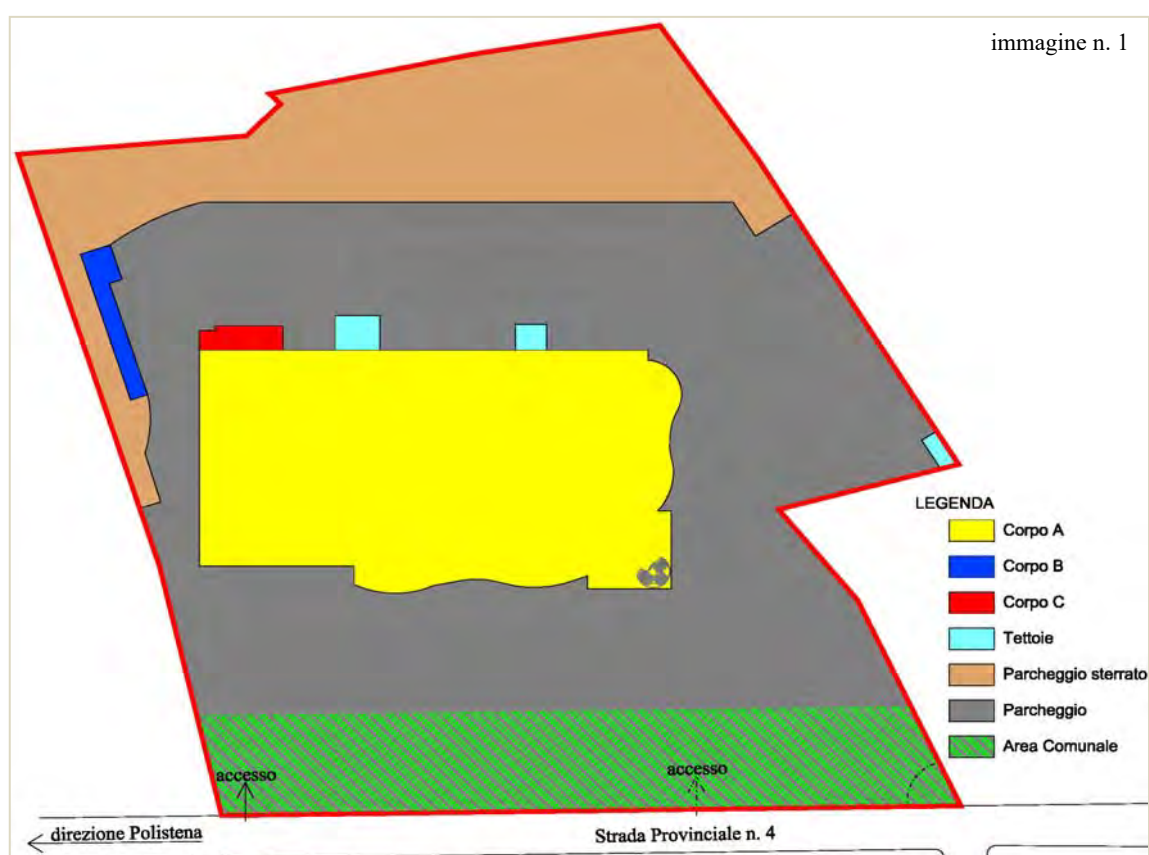 immagine n. 1
LEGENDA
Corpo A
Corpo B
Corpo C
Tettoie
Parcheggio sterrato
Parcheggio
Area Comunale
accesso
accesso
direzione Polistena
Strada Provinciale n. 4